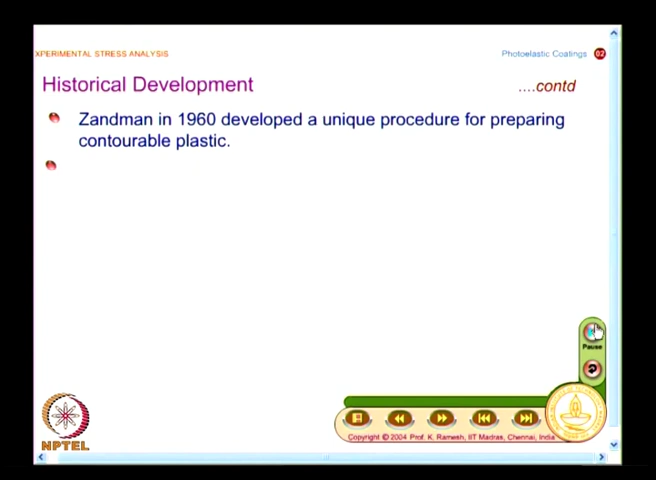 XPERIMENTAL STRESS ANALYSIS
Photoelastic Coatings 02
Historical Development
....contd
Zandman in 1960 developed a unique procedure for preparing
contourable plastic.
Pause
NPTEL
Copyright © 2004 Prof. K. Ramesh, IIT Madras, Chennai, India